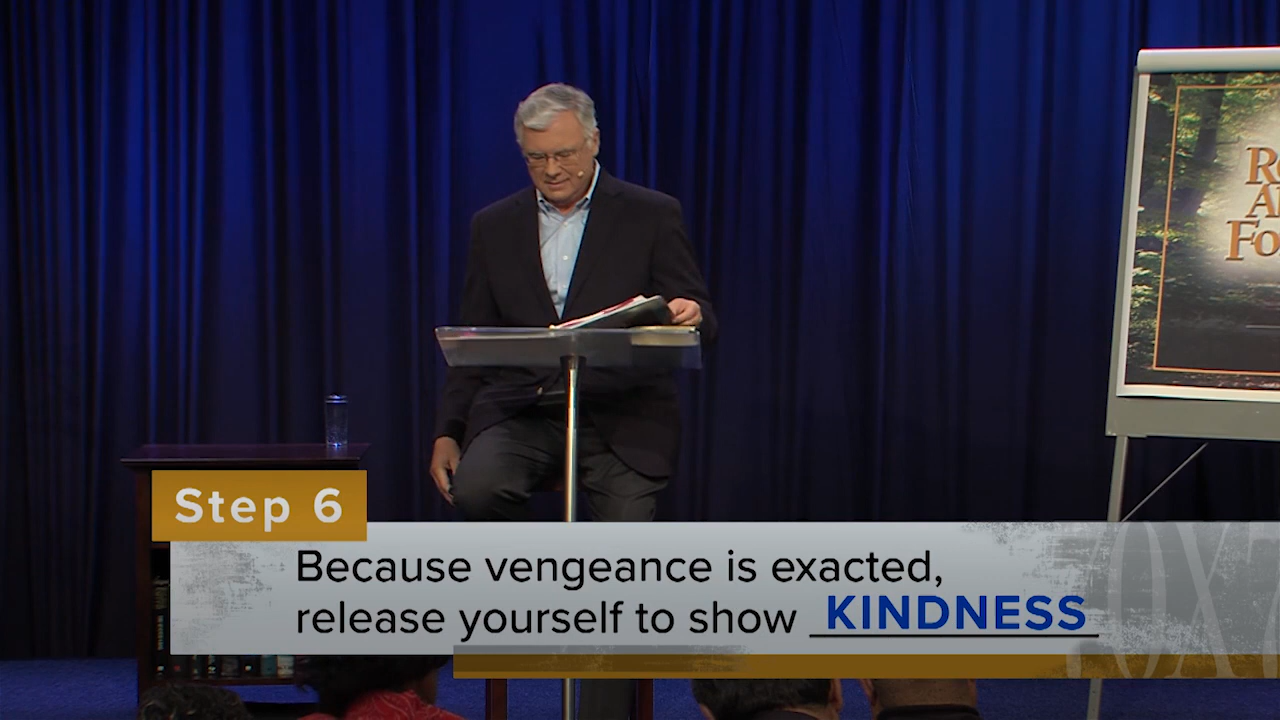 Step 6
Because vengeance is exacted,
release yourself to show KINDNESS